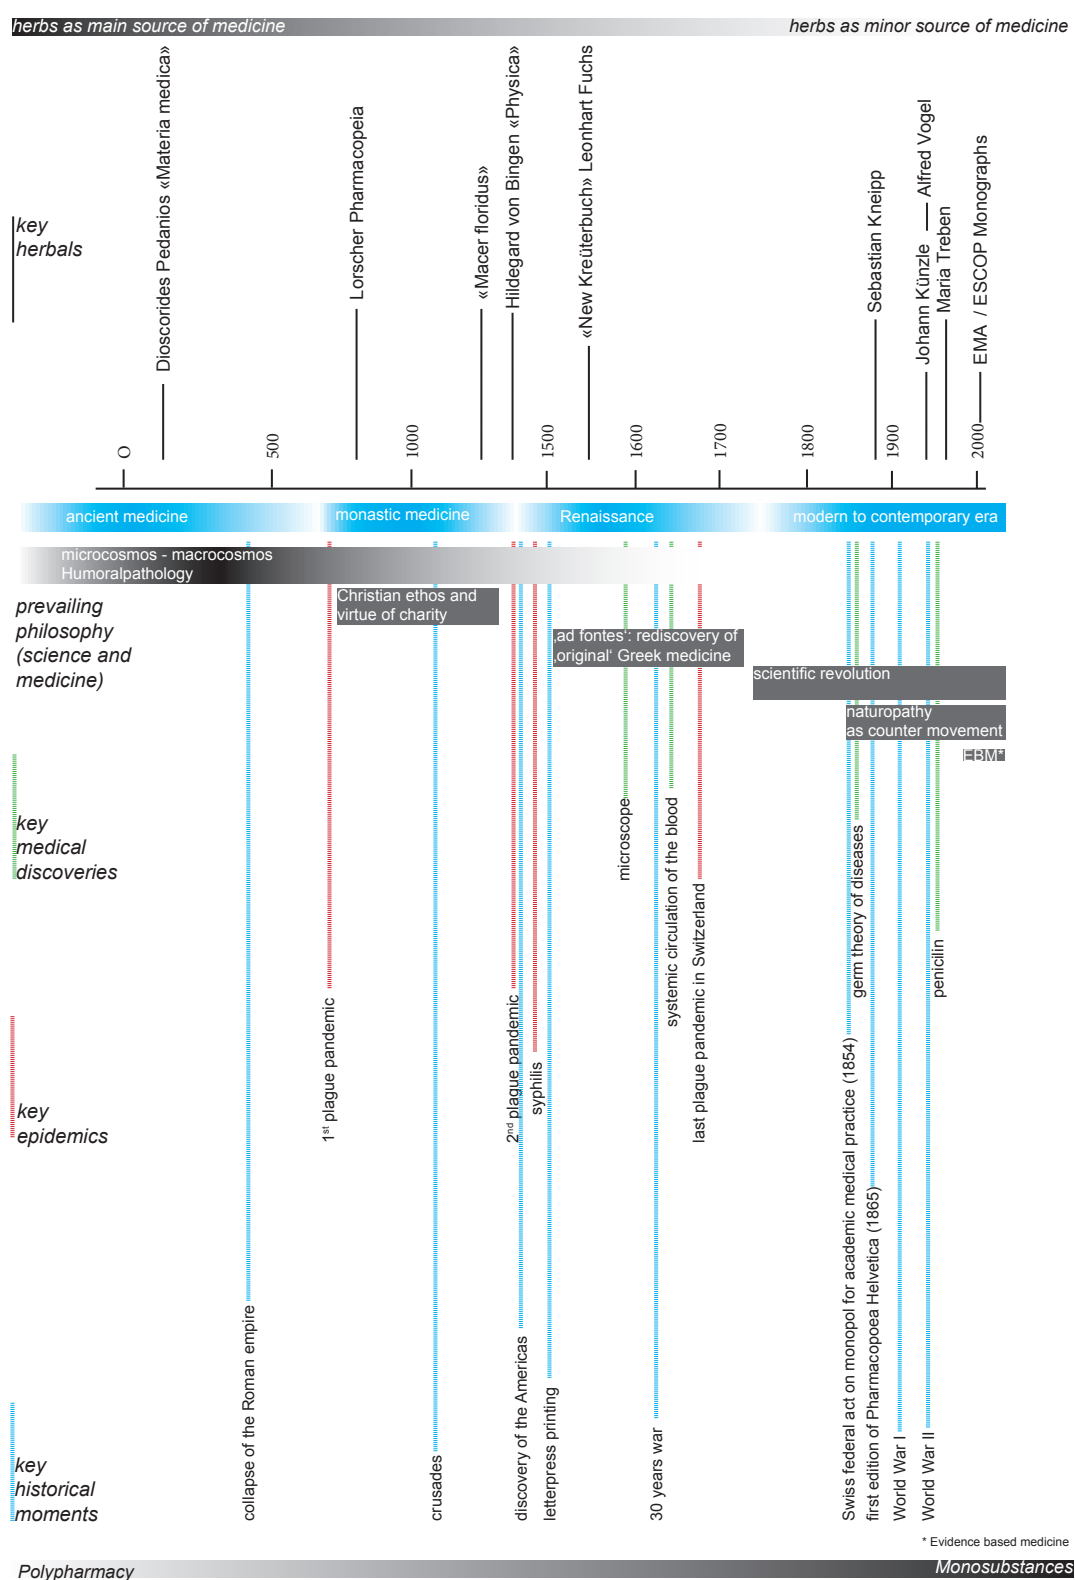 herbs as main source of medicine
herbs as minor source of medicine
key
herbals
Dioscorides Pedanios «Materia medica»
Lorscher Pharmacopeia
«Macer floridus»
Hildegard von Bingen «Physica»
«New Kreüterbuch» Leonhart Fuchs
Sebastian Kneipp
Johann Künzle — Alfred Vogel
Maria Treben
EMA / ESCOP Monographs
O
500
1000
1500
1600
1700
1800
1900
2000
ancient medicine
monastic medicine
Renaissance
modern to contemporary era
microcosmos - macrocosmos
Humoralpathology
prevailing
philosophy
(science and
medicine)
Christian ethos and
virtue of charity
‚ad fontes‘: rediscovery of
‚original‘ Greek medicine
scientific revolution
naturopathy
as counter movement
EBM*
key
medical
discoveries
microscope
systemic circulation of the blood
germ theory of diseases
penicilin
key
epidemics
1st plague pandemic
2nd plague pandemic
syphilis
last plague pandemic in Switzerland
key
historical
moments
collapse of the Roman empire
crusades
discovery of the Americas
letterpress printing
30 years war
Swiss federal act on monopol for academic medical practice (1854)
first edition of Pharmacopoea Helvetica (1865)
World War I
World War II
* Evidence based medicine
Polypharmacy
Monosubstances